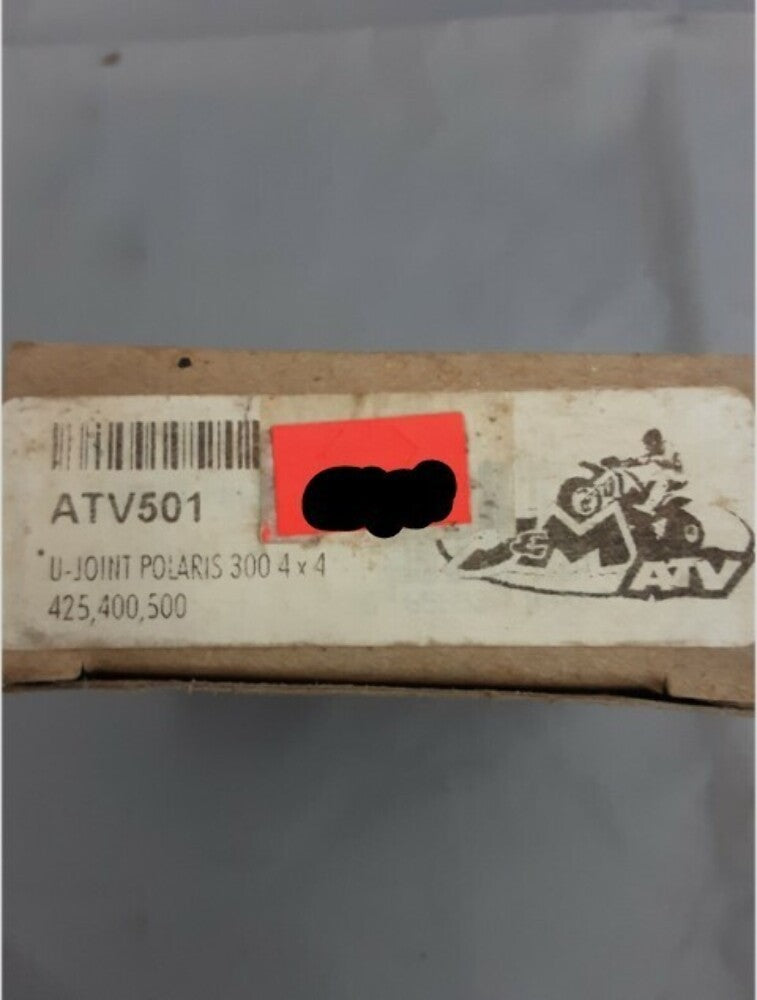 ATV501
U-JOINT POLARIS 300 4 x 4
425,400,500
ATV